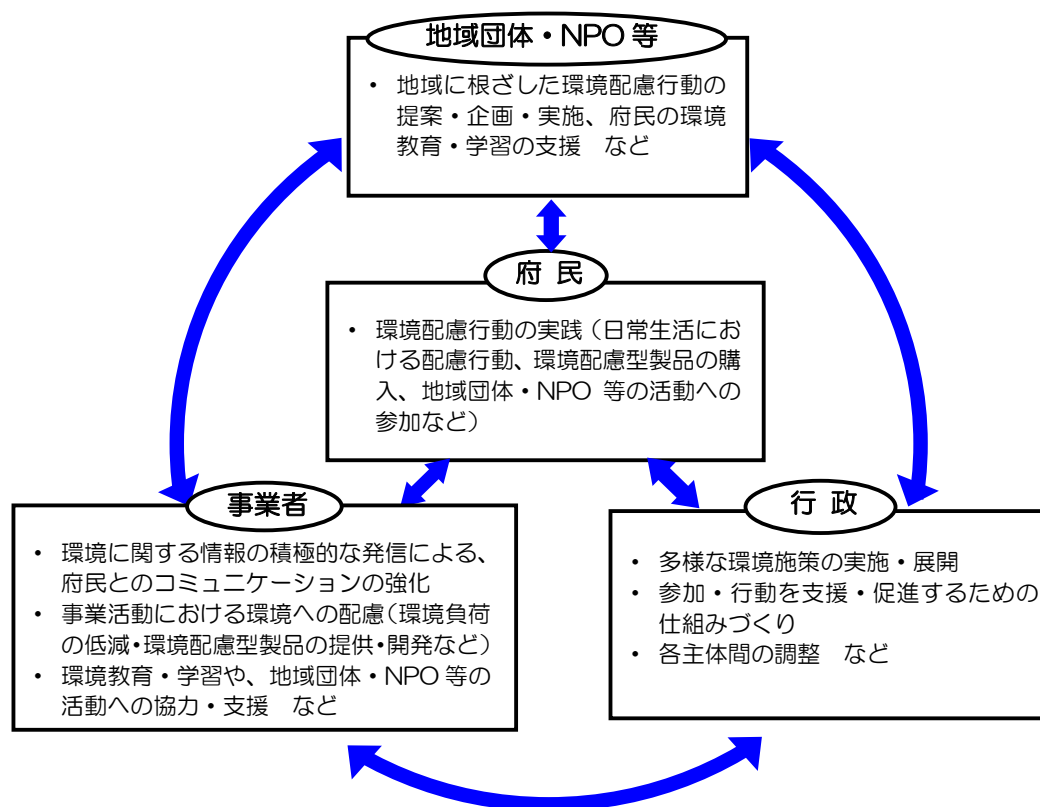 地域団体・NPO 等
・ 地域に根ざした環境配慮行動の
提案・企画・実施、府民の環境
教育・学習の支援　など
府 民
・ 環境配慮行動の実践（日常生活にお
ける配慮行動、環境配慮型製品の購
入、地域団体・NPO 等の活動への
参加など）
事業者
・ 環境に関する情報の積極的な発信による、
府民とのコミュニケーションの強化
・ 事業活動における環境への配慮（環境負荷
の低減・環境配慮型製品の提供・開発など）
・ 環境教育・学習や、地域団体・NPO 等の
活動への協力・支援　など
行 政
・ 多様な環境施策の実施・展開
・ 参加・行動を支援・促進するための
仕組みづくり
・ 各主体間の調整　など